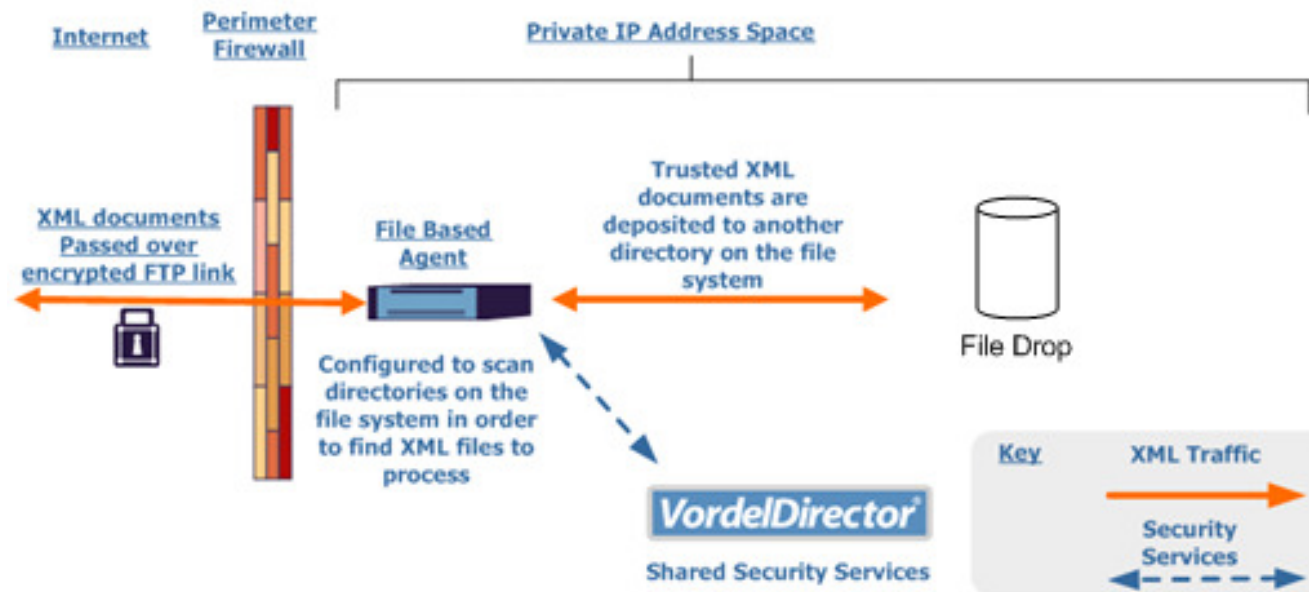 Internet
Perimeter
Firewall
Private IP Address Space
XML documents
Passed over
encrypted FTP link
File Based
Agent
Trusted XML
documents are
deposited to another
directory on the file
system
File Drop
Configured to scan
directories on the
file system in order
to find XML files to
process
VordelDirector®
Shared Security Services
Key
XML Traffic
Security
Services